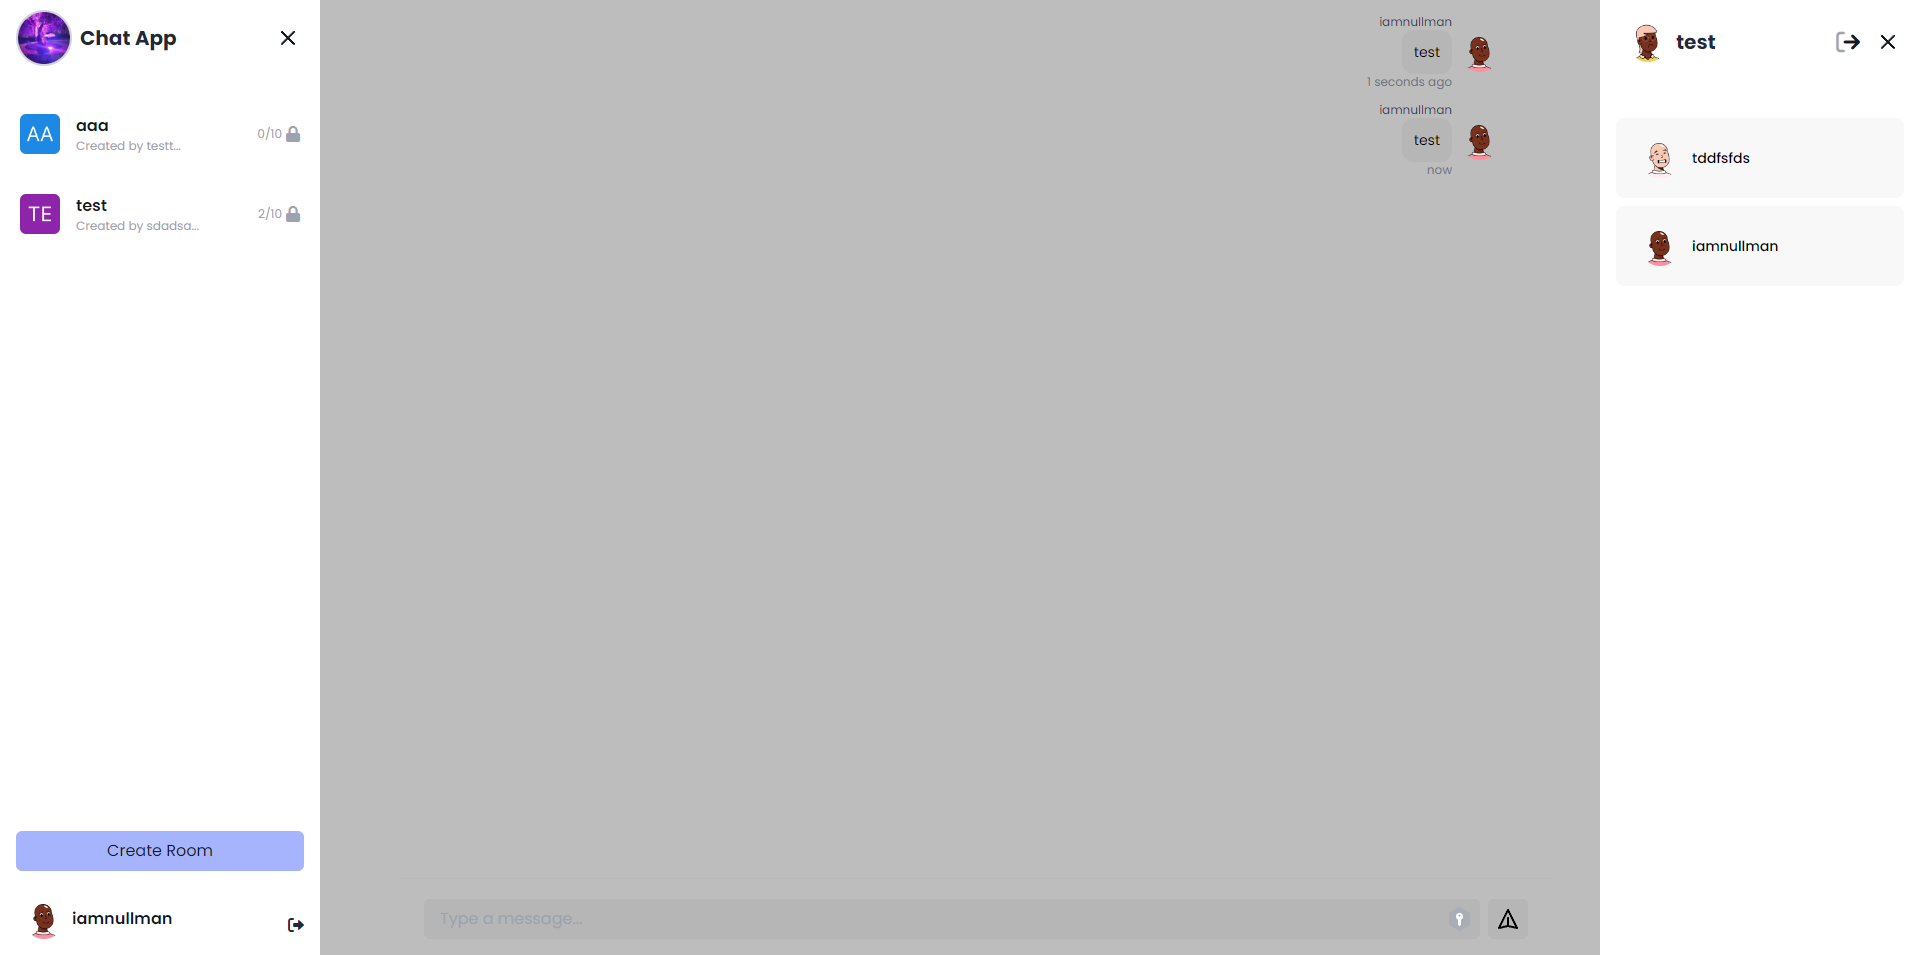 Chat App
AA
aaa
Created by testt...
0/10
TE
test
Created by sdadsa...
2/10
Create Room
iamnullman
iamnullman
test
1 seconds ago
iamnullman
test
now
Type a message...
test
tddfsfds
iamnullman